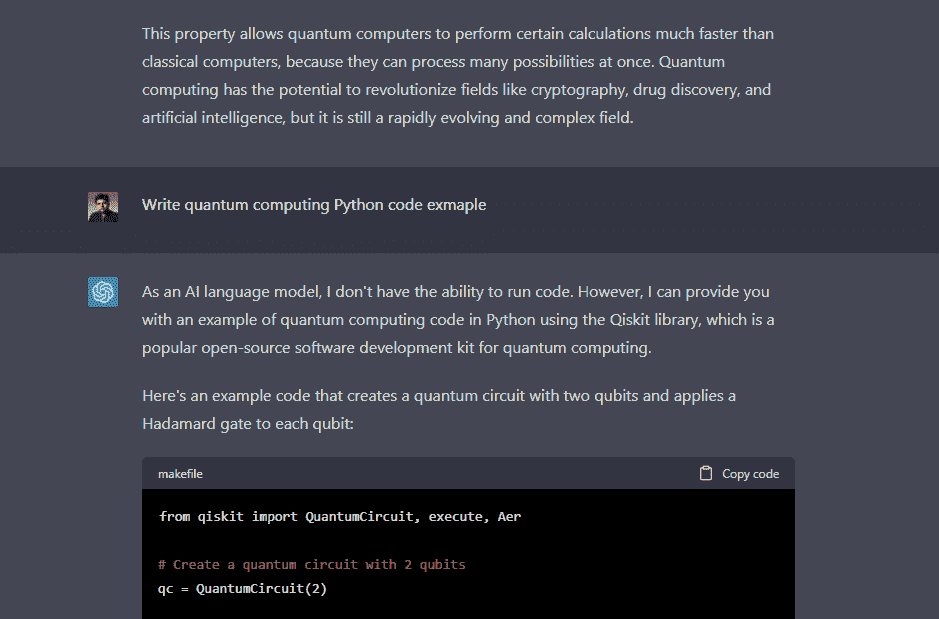 This property allows quantum computers to perform certain calculations much faster than
classical computers, because they can process many possibilities at once. Quantum
computing has the potential to revolutionize fields like cryptography, drug discovery, and
artificial intelligence, but it is still a rapidly evolving and complex field.
Write quantum computing Python code exmaple
As an AI language model, I don't have the ability to run code. However, I can provide you
with an example of quantum computing code in Python using the Qiskit library, which is a
popular open-source software development kit for quantum computing.
Here's an example code that creates a quantum circuit with two qubits and applies a
Hadamard gate to each qubit:
makefile Copy code
from qiskit import QuantumCircuit, execute, Aer
# Create a quantum circuit with 2 qubits
qc = QuantumCircuit(2)